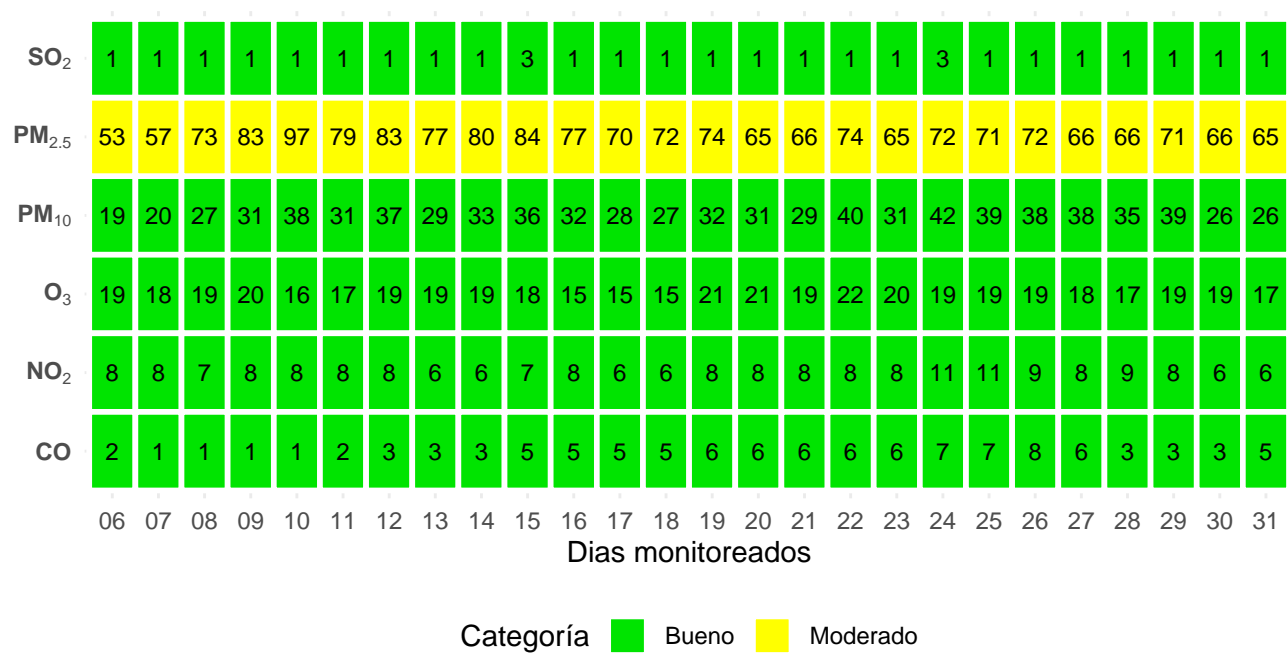 SO₂ 1 1 1 1 1 1 1 1 1 3 1 1 1 1 1 1 1 1 3 1 1 1 1 1 1 1
PM₂.₅ 53 57 73 83 97 79 83 77 80 84 77 70 72 74 65 66 74 65 72 71 72 66 66 71 66 65
PM₁₀ 19 20 27 31 38 31 37 29 33 36 32 28 27 32 31 29 40 31 42 39 38 38 35 39 26 26
O₃ 19 18 19 20 16 17 19 19 19 18 15 15 15 21 21 19 22 20 19 19 19 18 17 19 19 17
NO₂ 8 8 7 8 8 8 8 6 6 7 8 6 6 8 8 8 8 8 11 11 9 8 9 8 6 6
CO 2 1 1 1 1 2 3 3 3 5 5 5 5 6 6 6 6 6 7 7 8 6 3 3 3 5
06 07 08 09 10 11 12 13 14 15 16 17 18 19 20 21 22 23 24 25 26 27 28 29 30 31
Dias monitoreados
Categoría Bueno Moderado